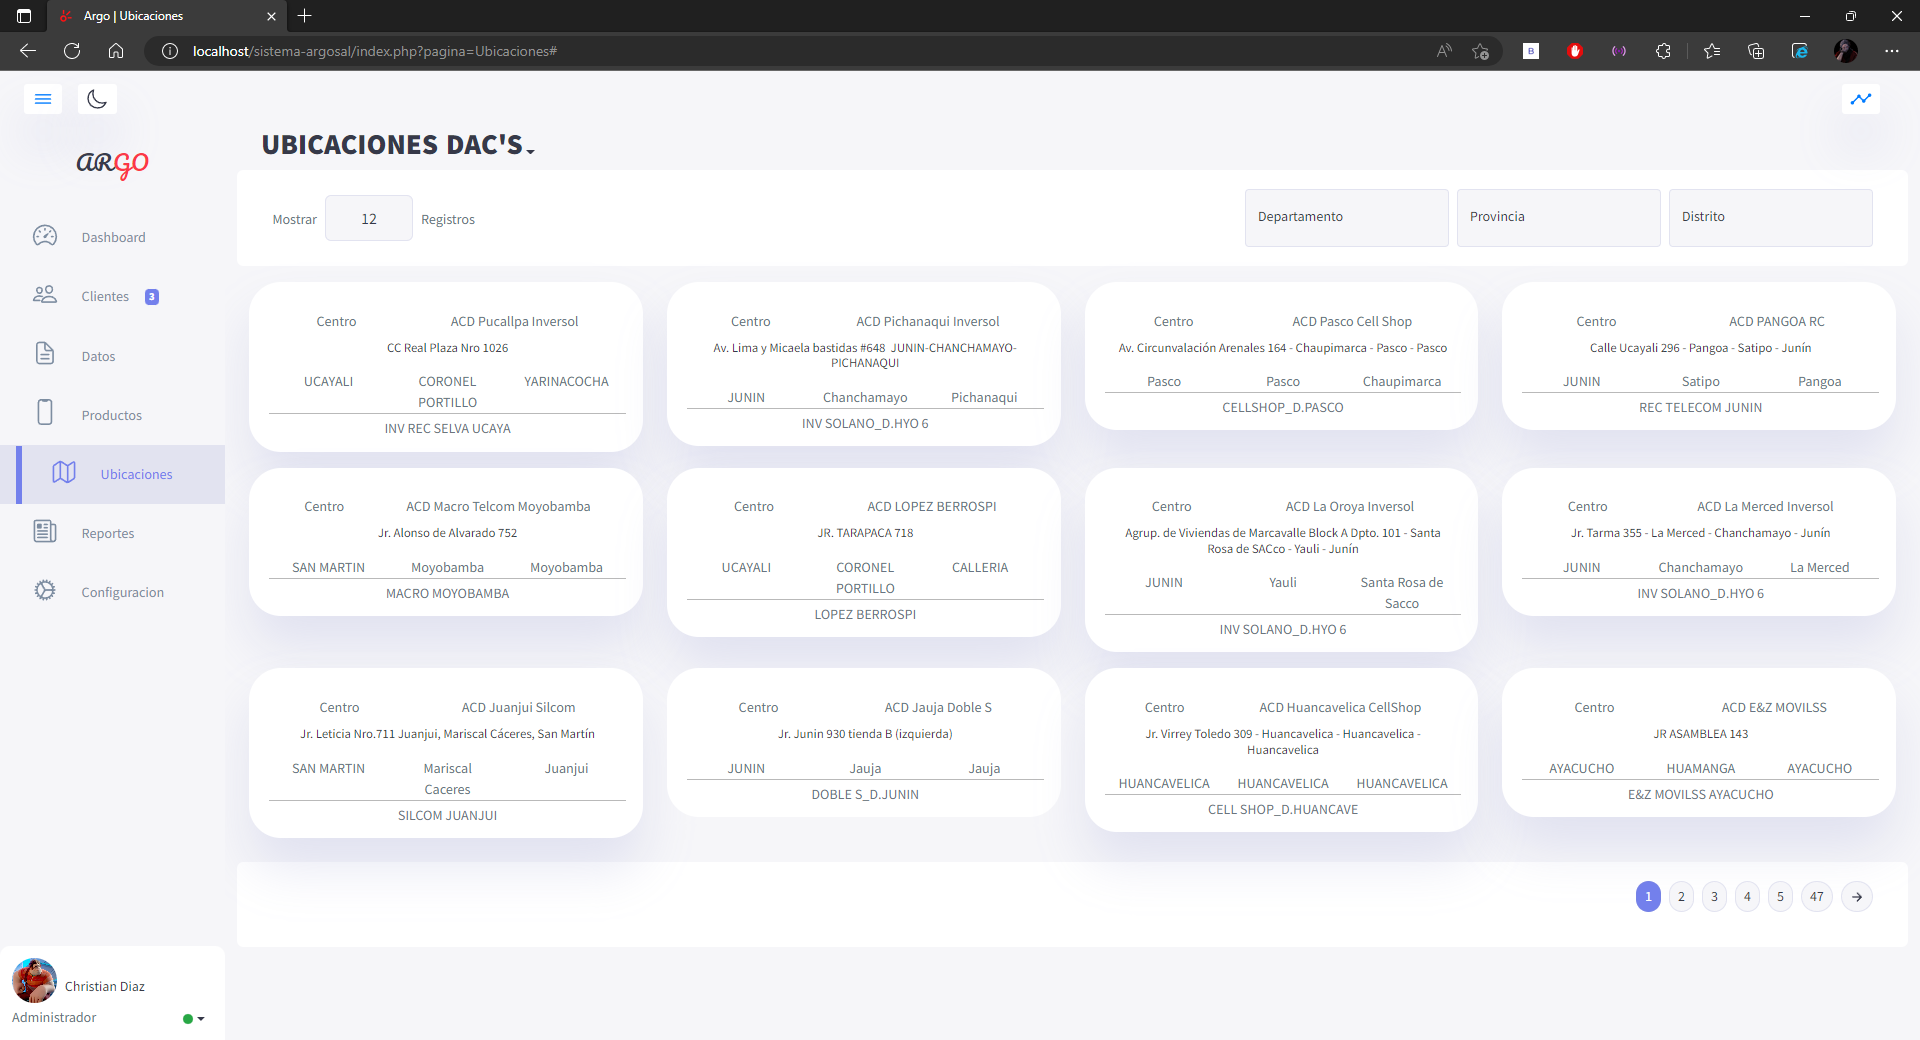 Argo | Ubicaciones
localhost/sistema-argosal/index.php?pagina=Ubicaciones#
ARGO
Dashboard
Clientes 3
Datos
Productos
Ubicaciones
Reportes
Configuracion
Christian Diaz
Administrador
UBICACIONES DAC'S
Mostrar 12 Registros
Departamento Provincia Distrito
Centro ACD Pucallpa Inversol
CC Real Plaza Nro 1026
UCAYALI CORONEL PORTILLO YARINACOCHA
INV REC SELVA UCAYA
Centro ACD Pichanaqui Inversol
Av. Lima y Micaela bastidas #648 JUNIN-CHANCHAMAYO-
PICHANAQUI
JUNIN Chanchamayo Pichanaqui
INV SOLANO_D.HYO 6
Centro ACD Pasco Cell Shop
Av. Circunvalación Arenales 164 - Chaupimarca - Pasco - Pasco
Pasco Pasco Chaupimarca
CELLSHOP_D.PASCO
Centro ACD PANGOA RC
Calle Ucayali 296 - Pangoa - Satipo - Junín
JUNIN Satipo Pangoa
REC TELECOM JUNIN
Centro ACD Macro Telcom Moyobamba
Jr. Alonso de Alvarado 752
SAN MARTIN Moyobamba Moyobamba
MACRO MOYOBAMBA
Centro ACD LOPEZ BERROSPI
JR. TARAPACA 718
UCAYALI CORONEL PORTILLO CALLERIA
LOPEZ BERROSPI
Centro ACD La Oroya Inversol
Agrup. de Viviendas de Marcavalle Block A Dpto. 101 - Santa
Rosa de SACco - Yauli - Junín
JUNIN Yauli Santa Rosa de Sacco
INV SOLANO_D.HYO 6
Centro ACD La Merced Inversol
Jr. Tarma 355 - La Merced - Chanchamayo - Junín
JUNIN Chanchamayo La Merced
INV SOLANO_D.HYO 6
Centro ACD Juanjui Silcom
Jr. Leticia Nro.711 Juanjui, Mariscal Cáceres, San Martín
SAN MARTIN Mariscal Caceres Juanjui
SILCOM JUANJUI
Centro ACD Jauja Doble S
Jr. Junin 930 tienda B (izquierda)
JUNIN Jauja Jauja
DOBLE S_D.JUNIN
Centro ACD Huancavelica CellShop
Jr. Virrey Toledo 309 - Huancavelica - Huancavelica -
Huancavelica
HUANCAVELICA HUANCAVELICA HUANCAVELICA
CELL SHOP_D.HUANCAVE
Centro ACD E&Z MOVILSS
JR ASAMBLEA 143
AYACUCHO HUAMANGA AYACUCHO
E&Z MOVILSS AYACUCHO
1 2 3 4 5 47 →